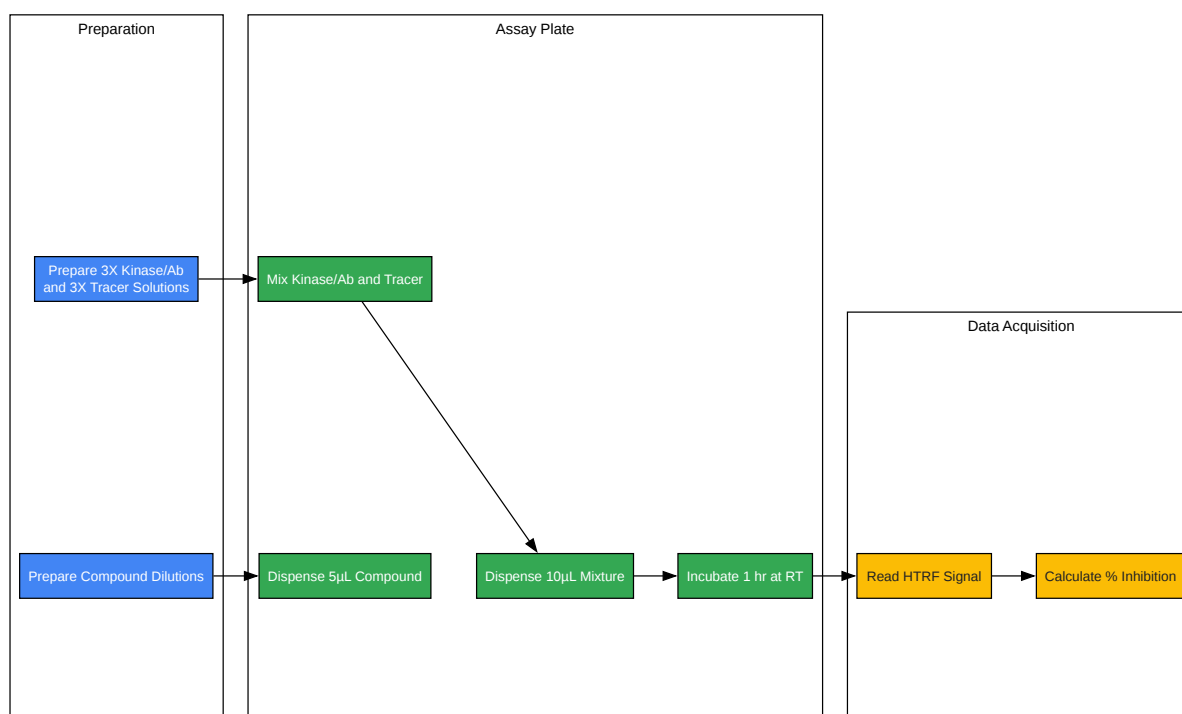 Preparation
Assay Plate
Prepare 3X Kinase/Ab
and 3X Tracer Solutions
Mix Kinase/Ab and Tracer
Data Acquisition
Prepare Compound Dilutions
Dispense 5µL Compound
Dispense 10µL Mixture
Incubate 1 hr at RT
Read HTRF Signal
Calculate % Inhibition